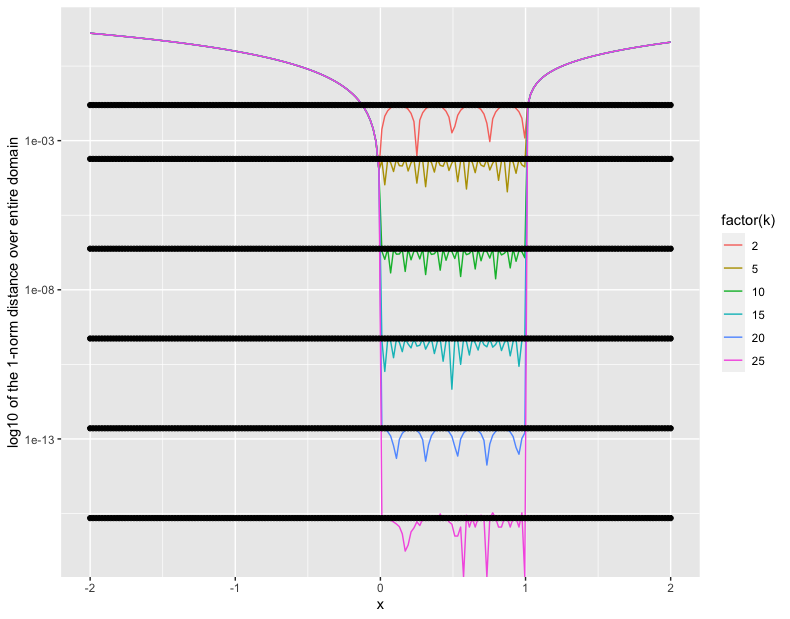 log10 of the 1-norm distance over entire domain
1e-03
1e-08
1e-13
-2
-1
0
1
2
x
factor(k)
2
5
10
15
20
25